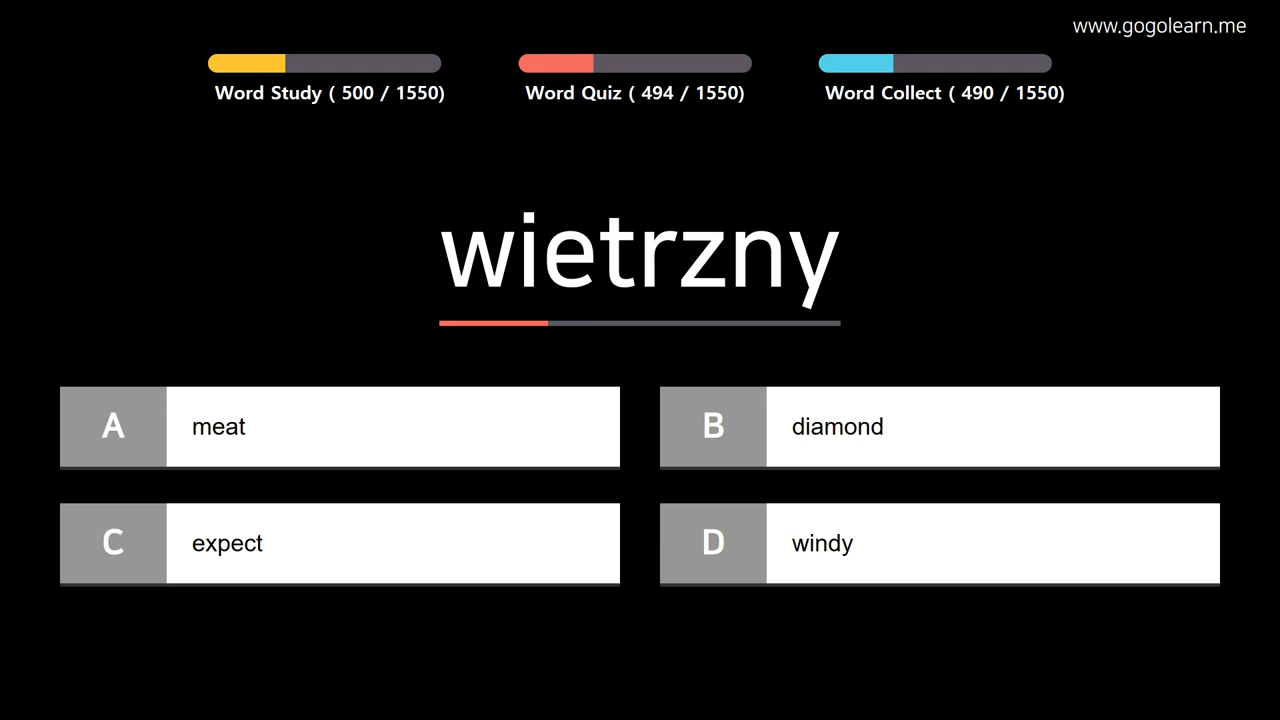 www.gogolearn.me
Word Study ( 500 / 1550)
Word Quiz ( 494 / 1550)
Word Collect ( 490 / 1550)
wietrzny
A meat
B diamond
C expect
D windy